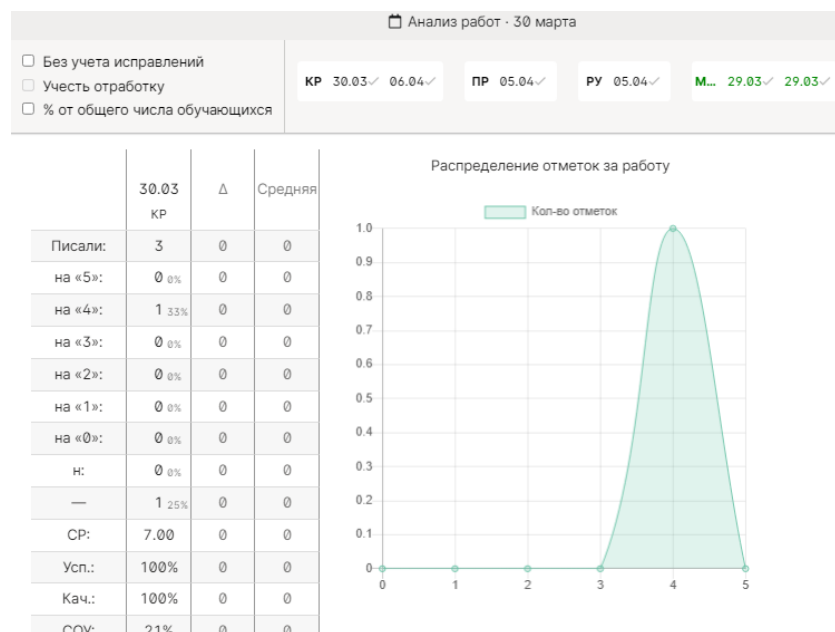 Анализ работ · 30 марта
Без учета исправлений
Учесть отработку
% от общего числа обучающихся
КР 30.03 06.04
ПР 05.04
РУ 05.04
М... 29.03 29.03
30.03 Δ Средняя
КР
Писали: 3 0 0
на «5»: 0 0% 0 0
на «4»: 1 33% 0 0
на «3»: 0 0% 0 0
на «2»: 0 0% 0 0
на «1»: 0 0% 0 0
на «0»: 0 0% 0 0
н: 0 0% 0 0
— 1 25% 0 0
СР: 7.00 0 0
Усп.: 100% 0 0
Кач.: 100% 0 0
СОУ: 21% 0 0
Распределение отметок за работу
Кол-во отметок
1.0
0.9
0.8
0.7
0.6
0.5
0.4
0.3
0.2
0.1
0
0 1 2 3 4 5